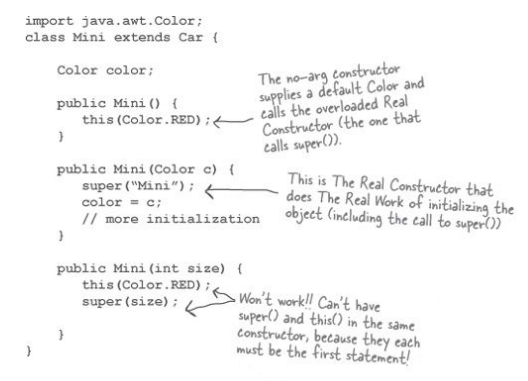 import java.awt.Color;
class Mini extends Car {
Color color;
public Mini() {
this(Color.RED);
}
The no-arg constructor
supplies a default Color and
calls the overloaded Real
Constructor (the one that
calls super()).
public Mini(Color c) {
super(“Mini”);
color = c;
// more initialization
}
This is The Real Constructor that
does The Real Work of initializing the
object (including the call to super())
public Mini(int size) {
this(Color.RED);
super(size);
}
}
Won't work!! Can't have
super() and this() in the same
constructor, because they each
must be the first statement!